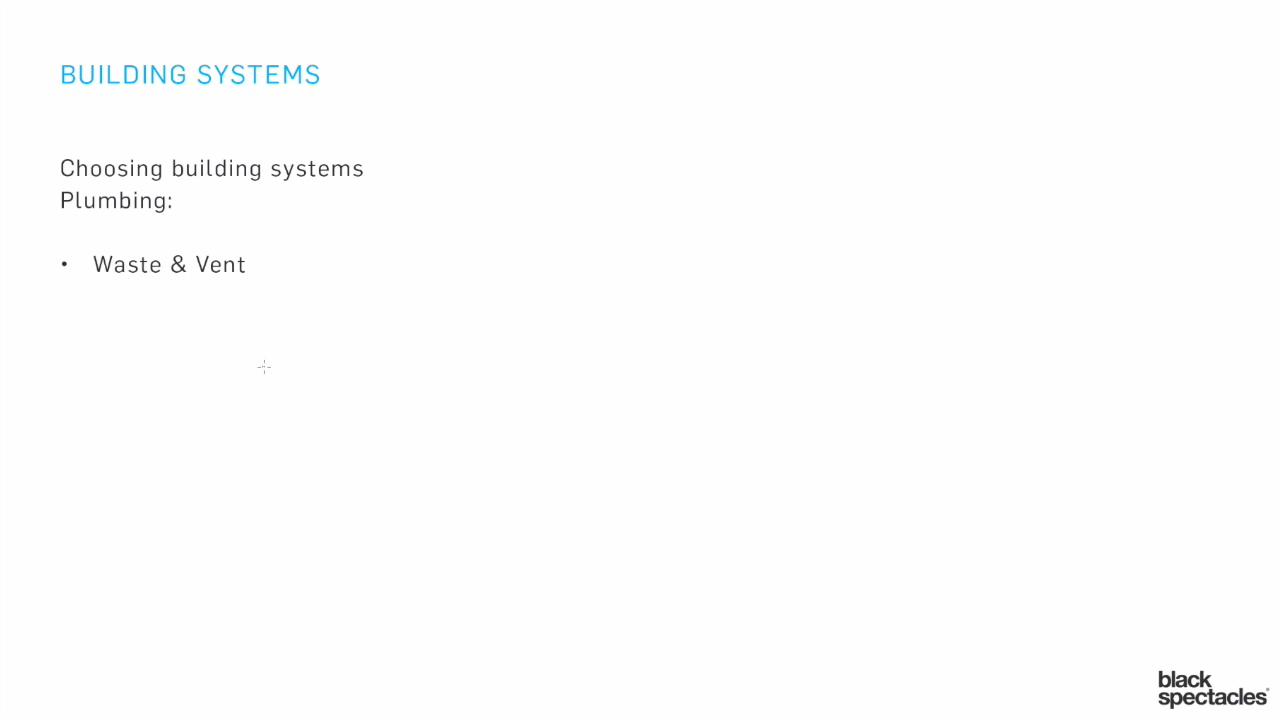 BUILDING SYSTEMS
Choosing building systems
Plumbing:
• Waste & Vent
black
spectacles